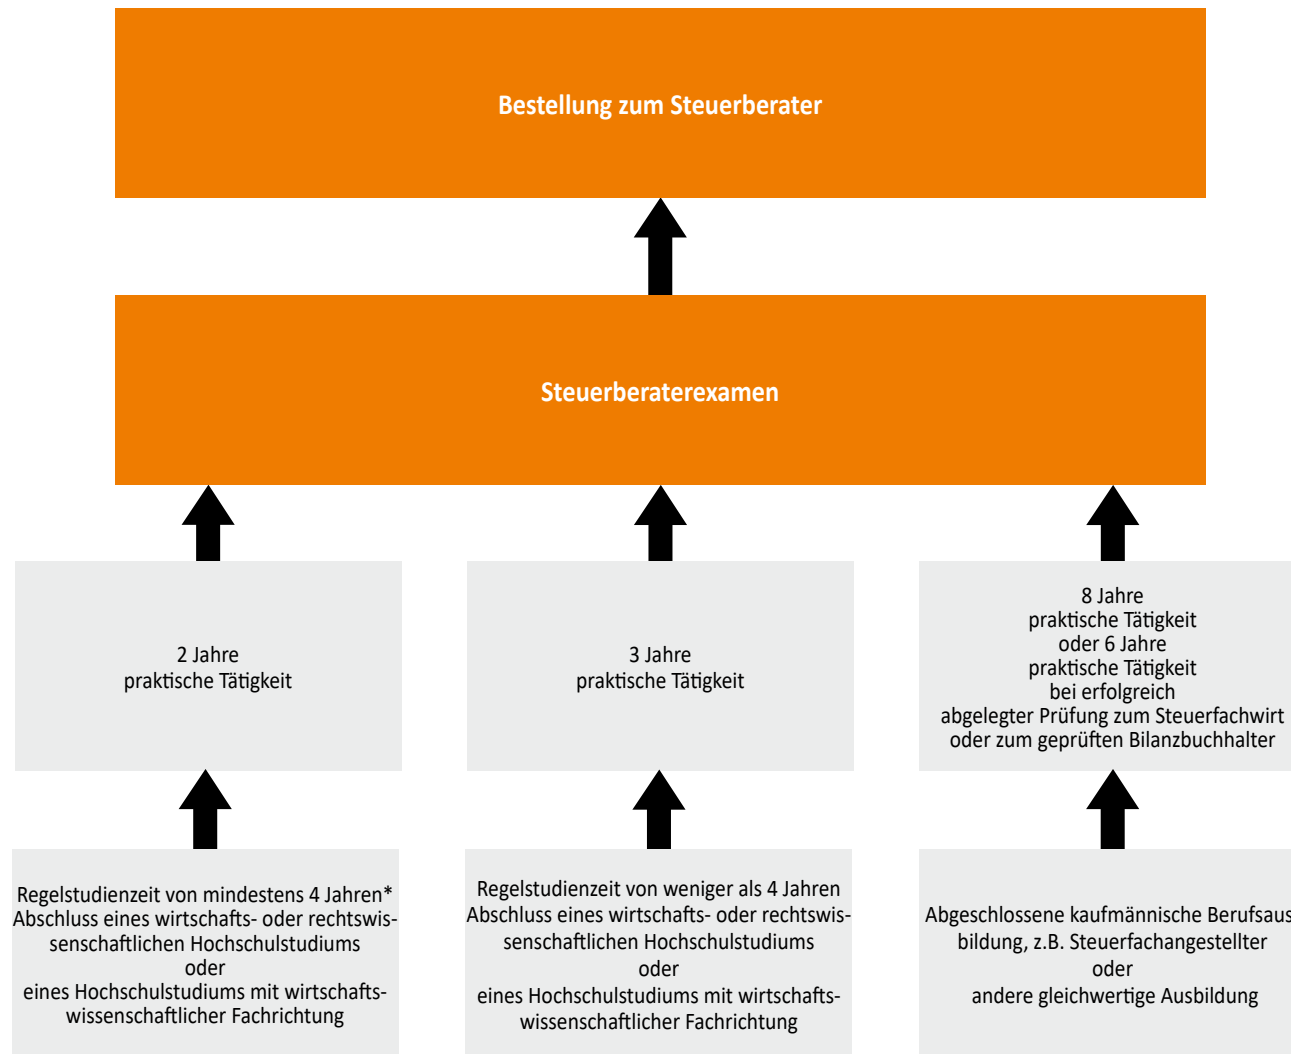 Bestellung zum Steuerberater
Steuerberaterexamen
2 Jahre
praktische Tätigkeit
3 Jahre
praktische Tätigkeit
8 Jahre
praktische Tätigkeit
oder 6 Jahre
praktische Tätigkeit
bei erfolgreich
abgelegter Prüfung zum Steuerfachwirt
oder zum geprüften Bilanzbuchhalter
Regelstudienzeit von mindestens 4 Jahren*
Abschluss eines wirtschafts- oder rechtswis-
senschaftlichen Hochschulstudiums
oder
eines Hochschulstudiums mit wirtschafts-
wissenschaftlicher Fachrichtung
Regelstudienzeit von weniger als 4 Jahren
Abschluss eines wirtschafts- oder rechtswis-
senschaftlichen Hochschulstudiums
oder
eines Hochschulstudiums mit wirtschafts-
wissenschaftlicher Fachrichtung
Abgeschlossene kaufmännische Berufsaus
bildung, z.B. Steuerfachangestellter
oder
andere gleichwertige Ausbildung